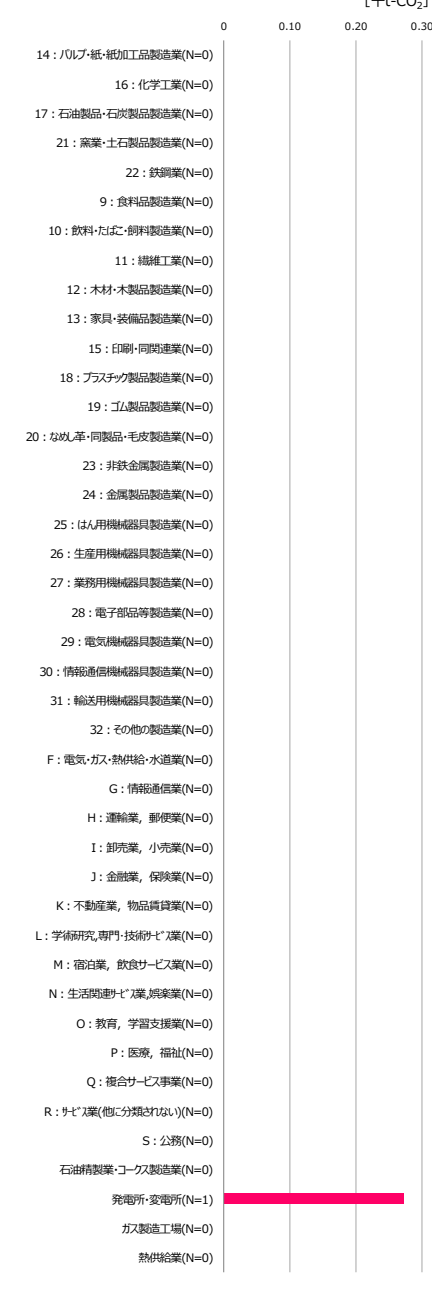 [千t-CO₂]
0 0.10 0.20 0.30
14：パルプ・紙・紙加工品製造業(N=0)
16：化学工業(N=0)
17：石油製品・石炭製品製造業(N=0)
21：窯業・土石製品製造業(N=0)
22：鉄鋼業(N=0)
9：食料品製造業(N=0)
10：飲料・たばこ・飼料製造業(N=0)
11：繊維工業(N=0)
12：木材・木製品製造業(N=0)
13：家具・装備品製造業(N=0)
15：印刷・同関連業(N=0)
18：プラスチック製品製造業(N=0)
19：ゴム製品製造業(N=0)
20：なめし革・同製品・毛皮製造業(N=0)
23：非鉄金属製造業(N=0)
24：金属製品製造業(N=0)
25：はん用機械器具製造業(N=0)
26：生産用機械器具製造業(N=0)
27：業務用機械器具製造業(N=0)
28：電子部品等製造業(N=0)
29：電気機械器具製造業(N=0)
30：情報通信機械器具製造業(N=0)
31：輸送用機械器具製造業(N=0)
32：その他の製造業(N=0)
F：電気・ガス・熱供給・水道業(N=0)
G：情報通信業(N=0)
H：運輸業，郵便業(N=0)
I：卸売業，小売業(N=0)
J：金融業，保険業(N=0)
K：不動産業，物品賃貸業(N=0)
L：学術研究,専門・技術ｻｰﾋﾞｽ業(N=0)
M：宿泊業，飲食サービス業(N=0)
N：生活関連ｻｰﾋﾞｽ業,娯楽業(N=0)
O：教育，学習支援業(N=0)
P：医療，福祉(N=0)
Q：複合サービス事業(N=0)
R：ｻｰﾋﾞｽ業(他に分類されない)(N=0)
S：公務(N=0)
石油精製業・コークス製造業(N=0)
発電所・変電所(N=1)
ガス製造工場(N=0)
熱供給業(N=0)